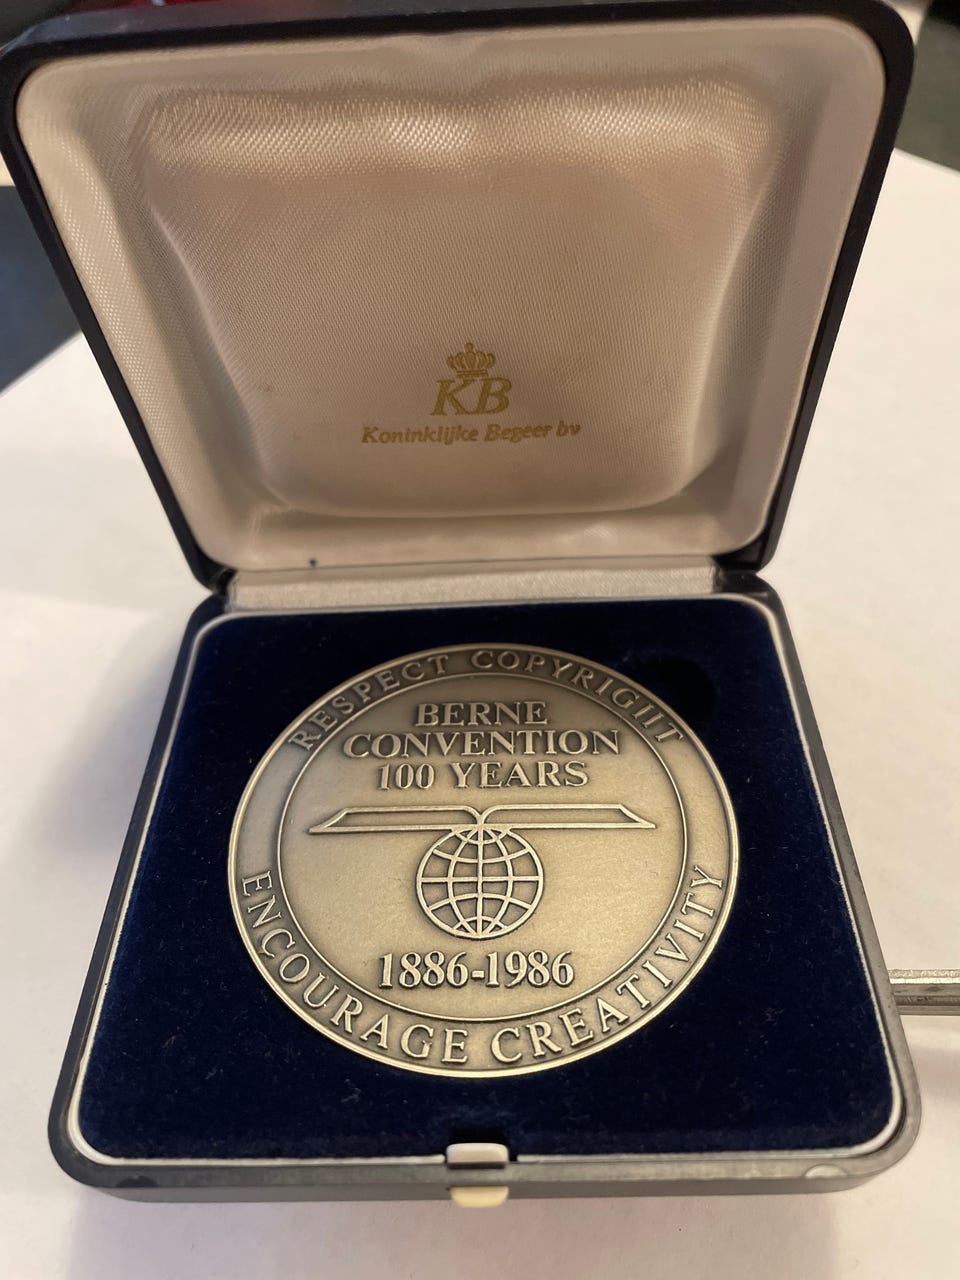 KB
Koninklijke Begeer bv
RESPECT COPYRIGHT
BERNE
CONVENTION
100 YEARS
1886-1986
ENCOURAGE CREATIVITY